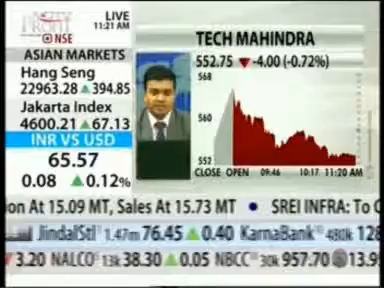 NDTV
PROFIT
NSE
LIVE
11:21 AM
ASIAN MARKETS
Hang Seng
22963.28 ▲ 394.85
Jakarta Index
4600.21 ▲ 67.13
INR VS USD
65.57
0.08 ▲ 0.12%
TECH MAHINDRA
552.75 ▼ -4.00 (-0.72%)
568
560
552
CLOSE OPEN 09:46 10:17 11:20 AM
on At 15.09 MT, Sales At 15.73 MT • SREI INFRA: To
JindalStl 1.47m 76.45 ▲ 0.40 KarnaBank 480k 128
▼ 3.20 NALCO 13k 38.30 ▲ 0.05 NBCC 30k 957.70 13.9